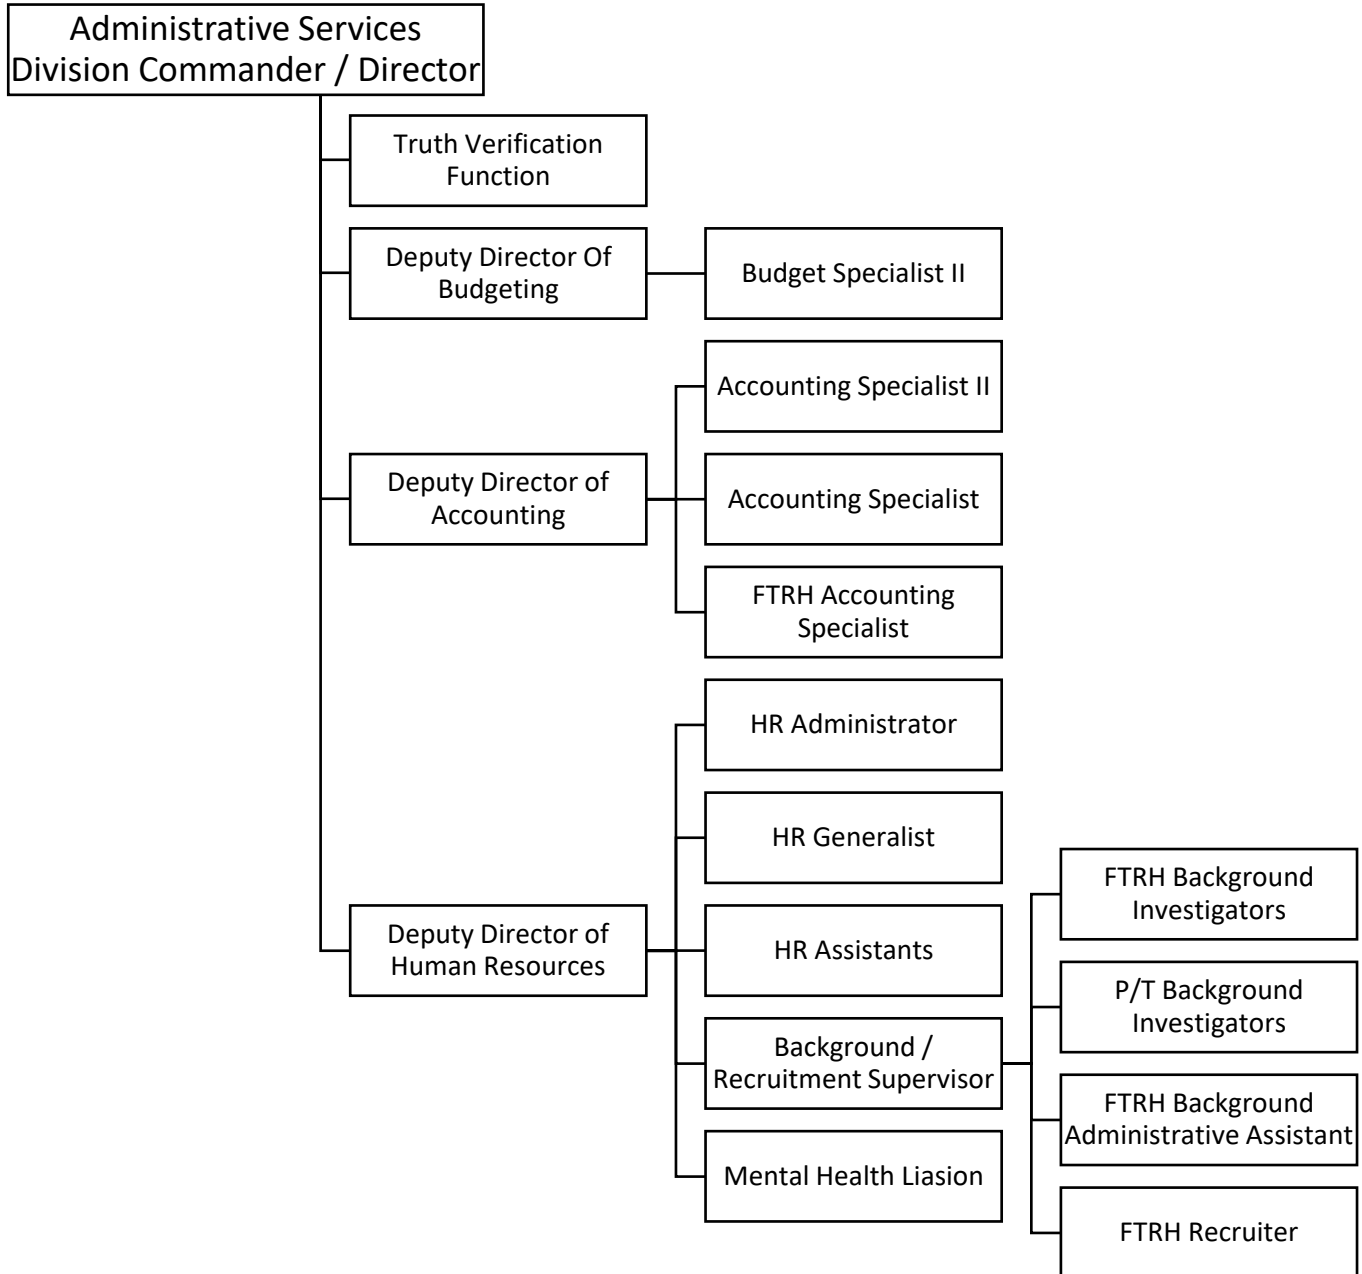 Administrative Services
Division Commander / Director
Truth Verification
Function
Deputy Director Of
Budgeting
Budget Specialist II
Deputy Director of
Accounting
Accounting Specialist II
Accounting Specialist
FTRH Accounting
Specialist
Deputy Director of
Human Resources
HR Administrator
HR Generalist
HR Assistants
Background /
Recruitment Supervisor
Mental Health Liasion
FTRH Background
Investigators
P/T Background
Investigators
FTRH Background
Administrative Assistant
FTRH Recruiter